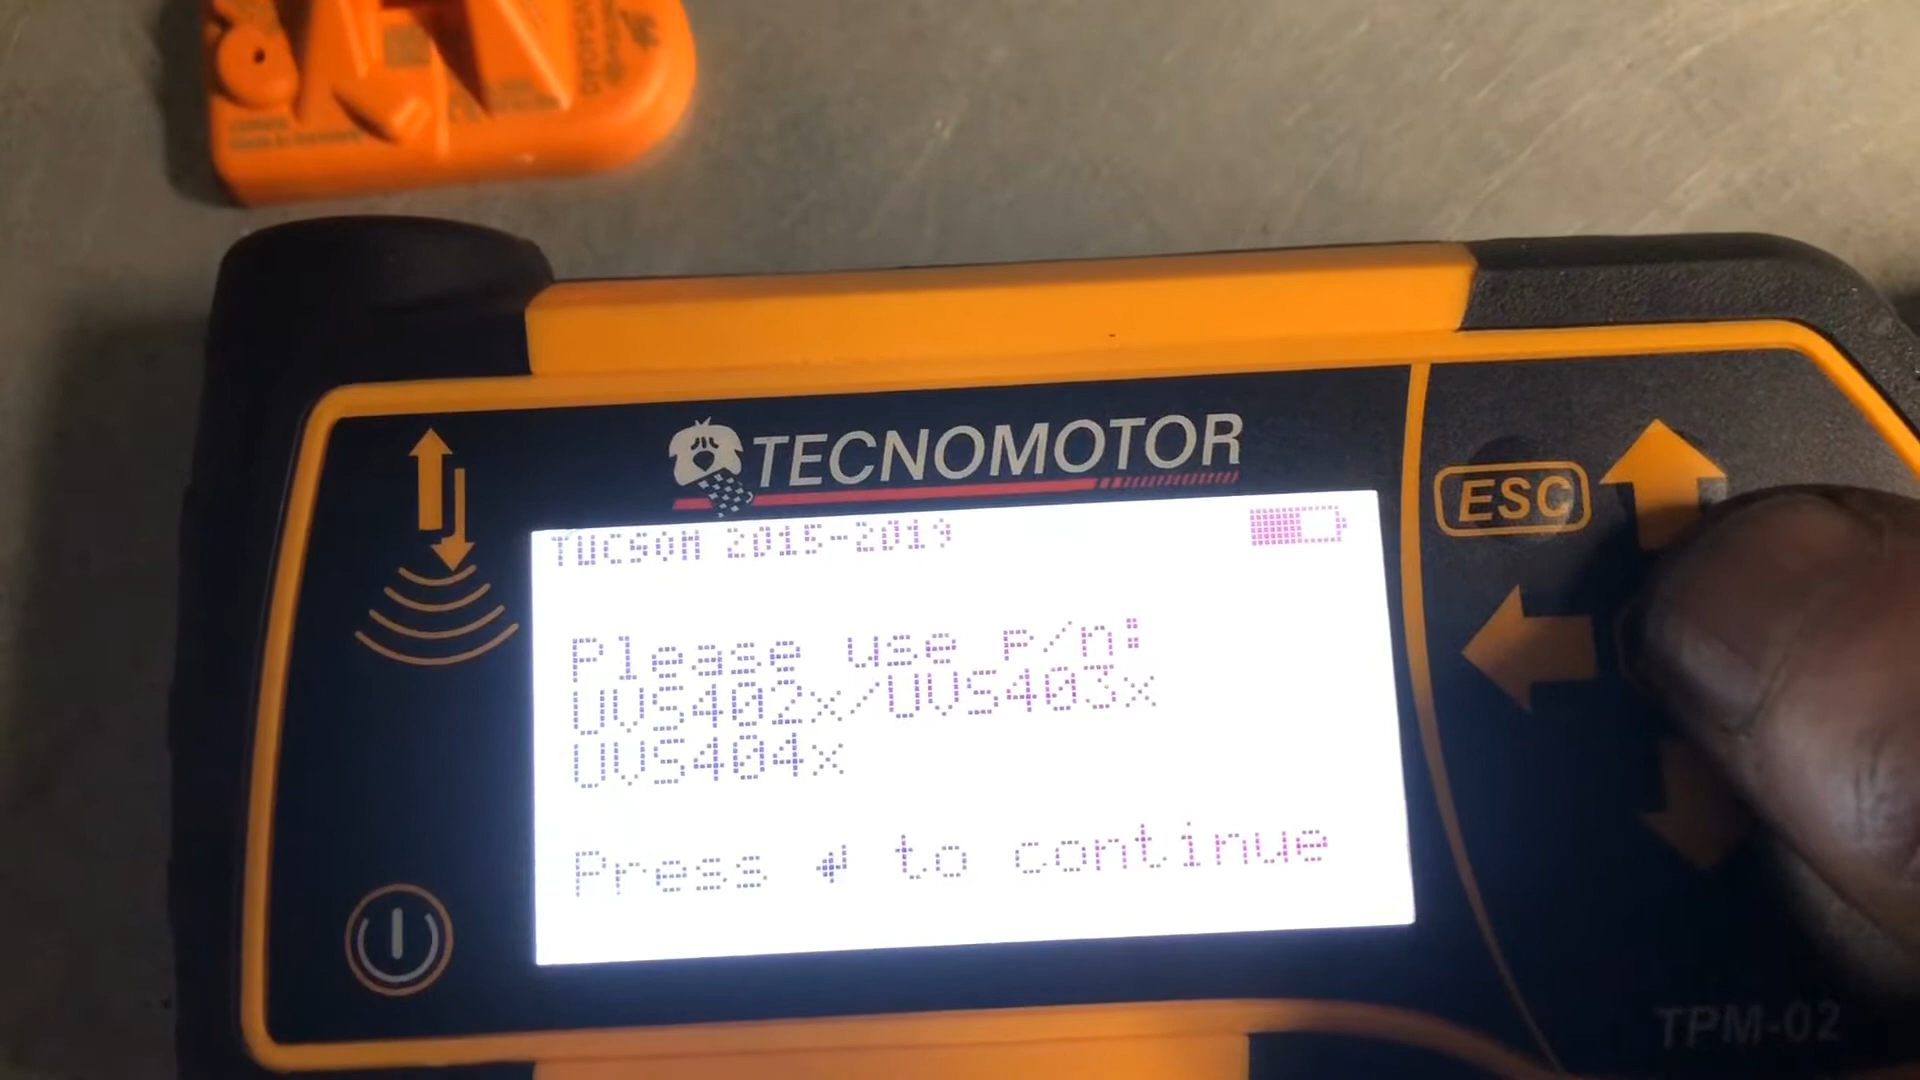 TECNOMOTOR
ESC
TUCSON 2015-2019
Please use p/n:
UVS402x/UVS403x
UVS404x
Press ↲ to continue
TPM-02